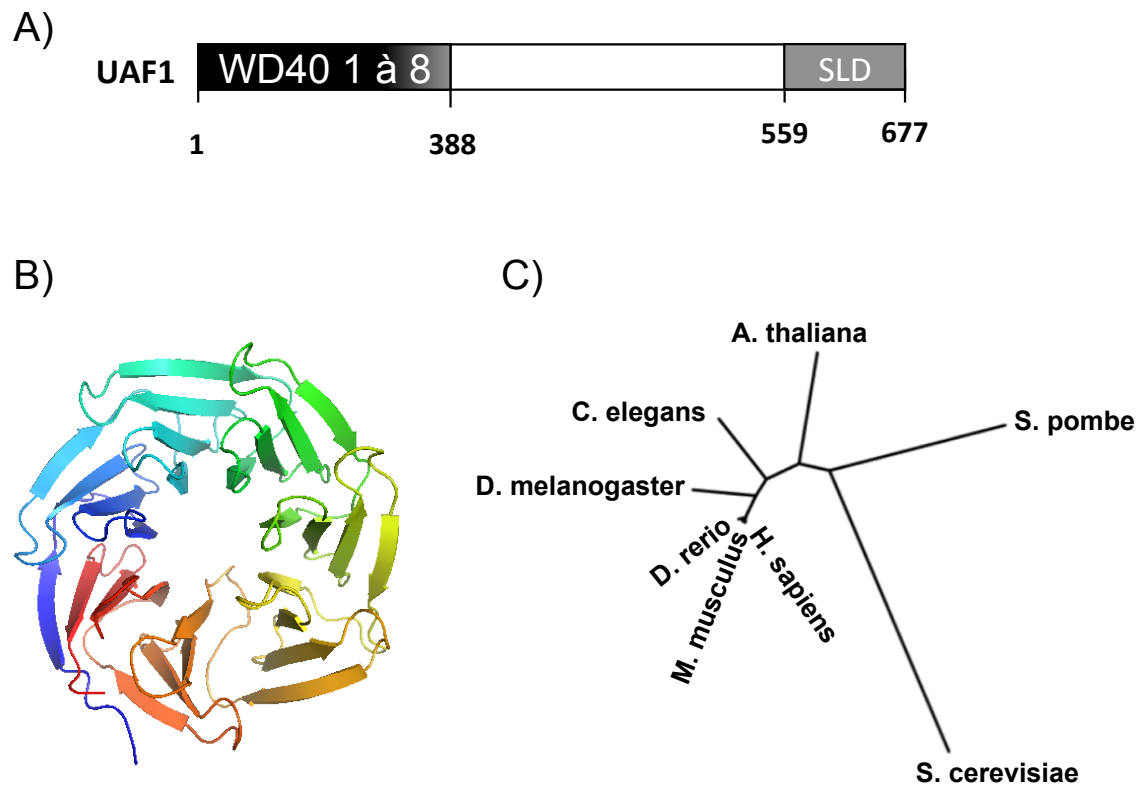 A)
UAF1
WD40 1 à 8
SLD
1
388
559
677
B)
C)
A. thaliana
C. elegans
S. pombe
D. melanogaster
D. rerio
M. musculus
H. sapiens
S. cerevisiae